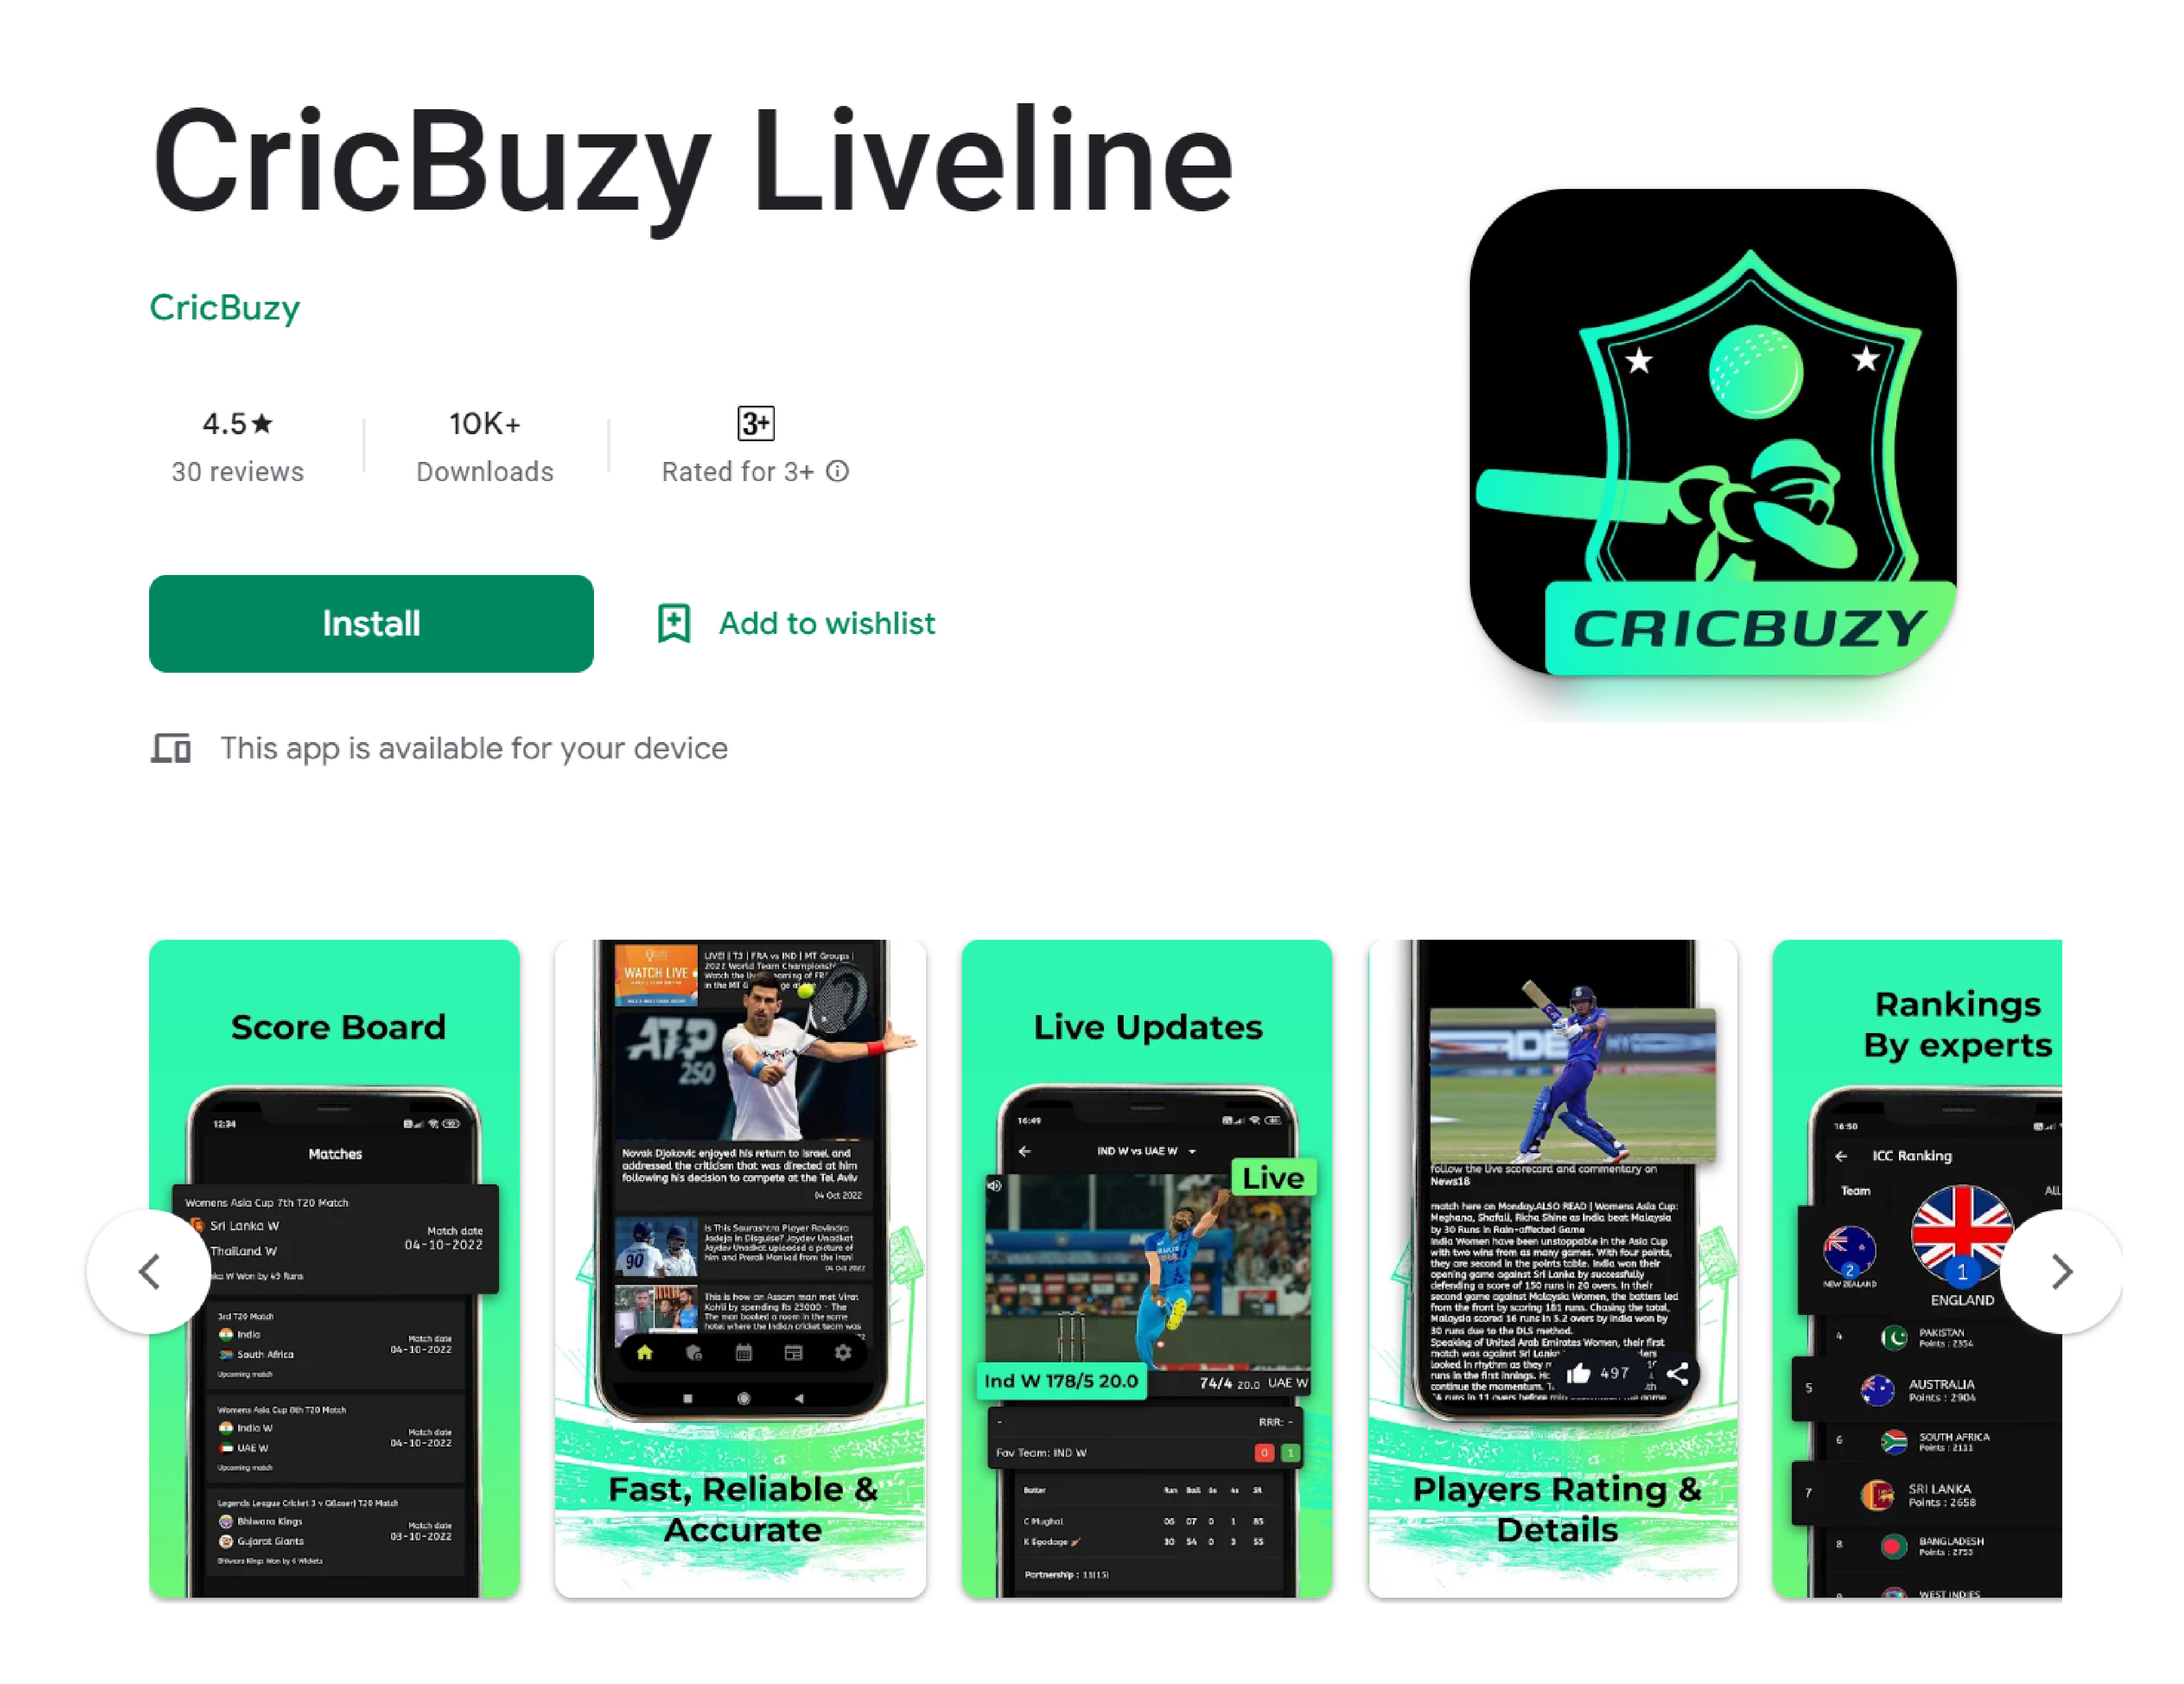 CricBuzy Liveline
CricBuzy
4.5★
30 reviews
10K+
Downloads
3+
Rated for 3+
Install
Add to wishlist
This app is available for your device
CRICBUZY
Score Board
12:34
Matches
Womens Asia Cup 7th T20 Match
Sri Lanka W
Thailand W
Match date
04-10-2022
ka W Won by 49 Runs
3rd T20 Match
India
South Africa
Match date
04-10-2022
Upcoming match
Womens Asia Cup 8th T20 Match
India W
UAE W
Match date
04-10-2022
Upcoming match
Legends League Cricket 3 v Q(Loser) T20 Match
Bhilwara Kings
Gujarat Giants
Match date
03-10-2022
Bhilwara Kings Won by 6 Wickets
WATCH LIVE
LIVE! | T3 | FRA vs IND | MT Groups |
2022 World Team Championsh
Watch the
in the MT G
ATP
250
Novak Djokovic enjoyed his return to Israel and
addressed the criticism that was directed at him
following his decision to compete at the Tel Aviv
04 Oct 2022
90
Is This Saurashtra Player Ravindra
Jadeja in Disguise? Jaydev Unadkat
Jaydev Unadkat uploaded a picture of
him and Prerak Mankad from the Irani
04 Oct 2022
This is how an Assam man met Virat
Kohli by spending Rs 23000 - The
man booked a room in the same
hotel where the Indian cricket team was
Fast, Reliable &
Accurate
Live Updates
16:49
IND W vs UAE W
Live
INDIA
Ind W 178/5 20.0
74/4 20.0 UAE W
-
RRR: -
Fav Team: IND W
0
1
Batter
Run Ball 6s 4s SR
C Mughal
06 07 0 1 85
K Egodage
30 54 0 3 55
Partnership : 11(15)
follow the live scorecard and commentary on
News18
match here on Monday.ALSO READ | Womens Asia Cup:
Meghana, Shafali, Richa Shine as India beat Malaysia
by 30 Runs in Rain-affected Game
India Women have been unstoppable in the Asia Cup
with two wins from as many games. With four points,
they are second in the points table. India won their
opening game against Sri Lanka by successfully
defending a score of 150 runs in 20 overs. In their
second game against Malaysia Women, the batters led
from the front by scoring 181 runs. Chasing the total,
Malaysia scored 16 runs in 5.2 overs by India won by
30 runs due to the DLS method.
Speaking of United Arab Emirates Women, their first
match was against Sri Lanka
looked in rhythm as they
runs in the first innings.
continue the momentum.
497
Players Rating &
Details
Rankings
By experts
16:50
ICC Ranking
Team
ALL
2
NEW ZEALAND
1
ENGLAND
4
PAKISTAN
Points : 2354
5
AUSTRALIA
Points : 2904
6
SOUTH AFRICA
Points : 2111
7
SRI LANKA
Points : 2658
8
BANGLADESH
Points : 2753
WEST INDIES